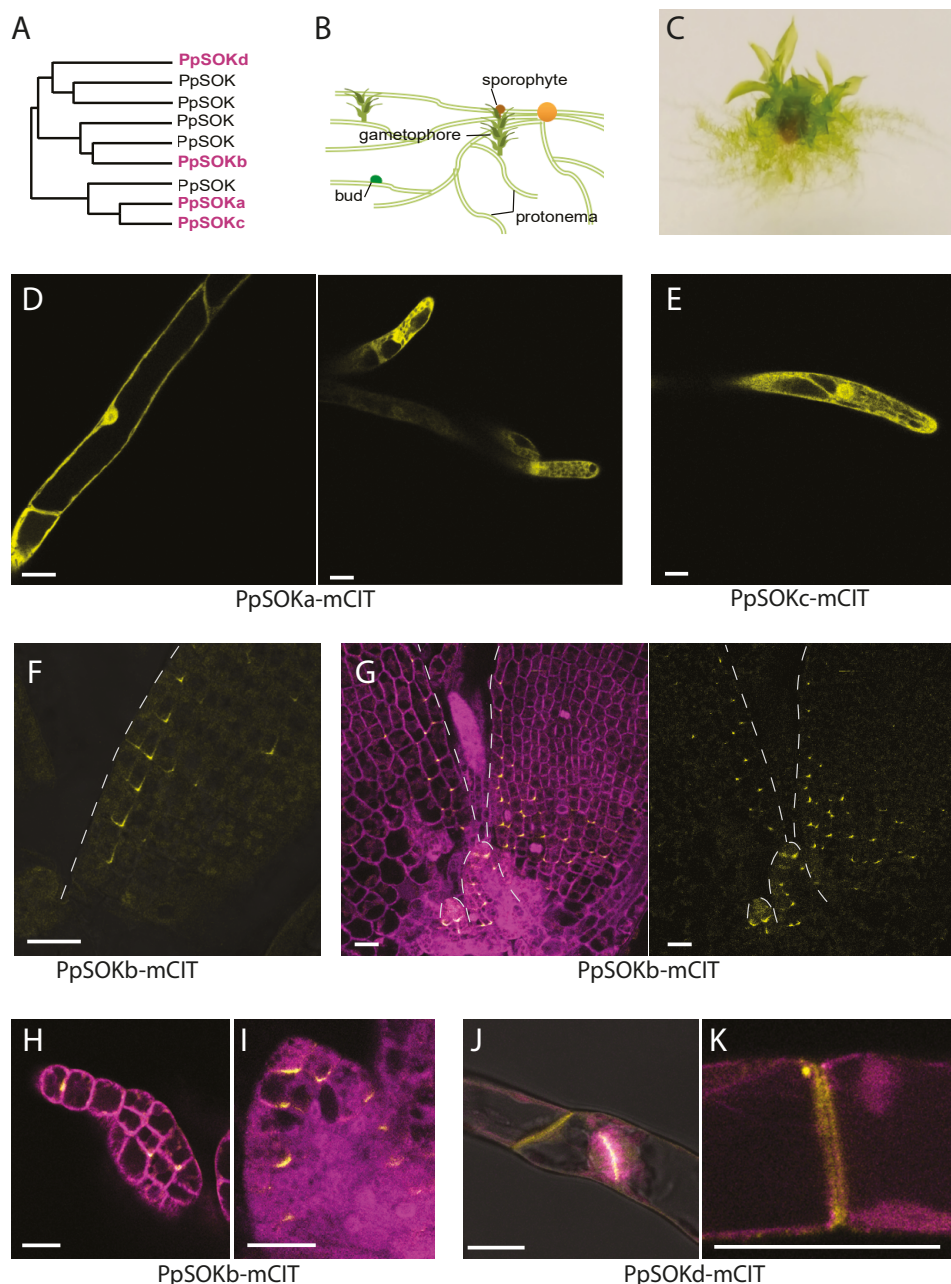 A
PpSOKd
PpSOK
PpSOK
PpSOK
PpSOK
PpSOKb
PpSOK
PpSOKa
PpSOKc
B
sporophyte
gametophore
bud
protonema
C
D
E
PpSOKa-mCIT
PpSOKc-mCIT
F
G
PpSOKb-mCIT
PpSOKb-mCIT
H
I
J
K
PpSOKb-mCIT
PpSOKd-mCIT